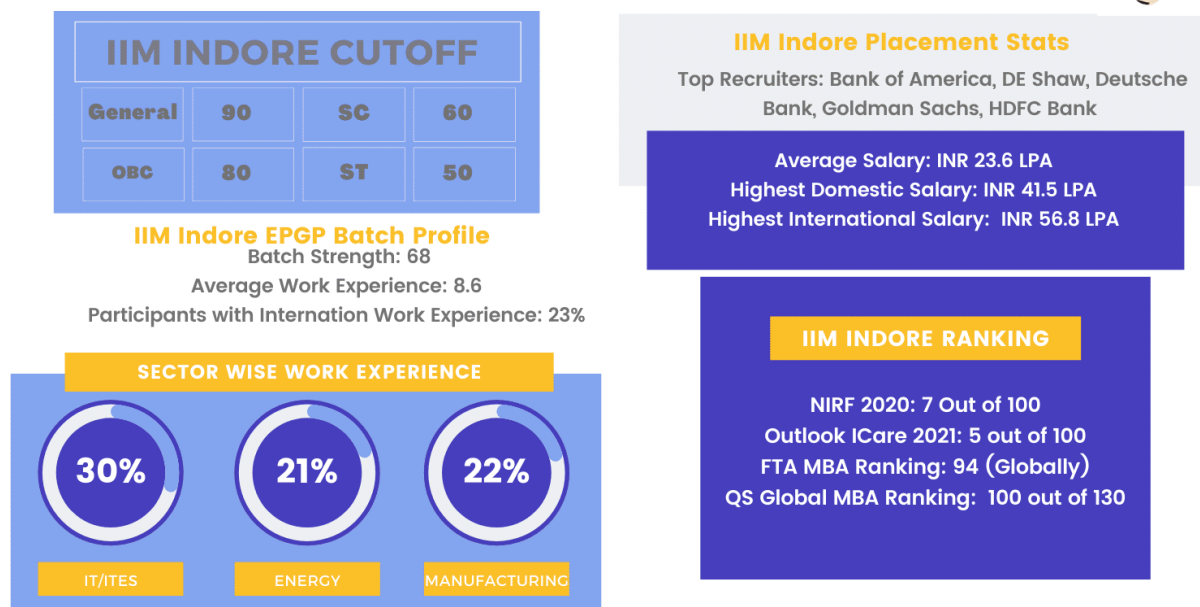 IIM INDORE CUTOFF
General 90 SC 60
OBC 80 ST 50
IIM Indore EPGP Batch Profile
Batch Strength: 68
Average Work Experience: 8.6
Participants with Internation Work Experience: 23%
SECTOR WISE WORK EXPERIENCE
30% 21% 22%
IT/ITES ENERGY MANUFACTURING
IIM Indore Placement Stats
Top Recruiters: Bank of America, DE Shaw, Deutsche
Bank, Goldman Sachs, HDFC Bank
Average Salary: INR 23.6 LPA
Highest Domestic Salary: INR 41.5 LPA
Highest International Salary: INR 56.8 LPA
IIM INDORE RANKING
NIRF 2020: 7 Out of 100
Outlook ICare 2021: 5 out of 100
FTA MBA Ranking: 94 (Globally)
QS Global MBA Ranking: 100 out of 130